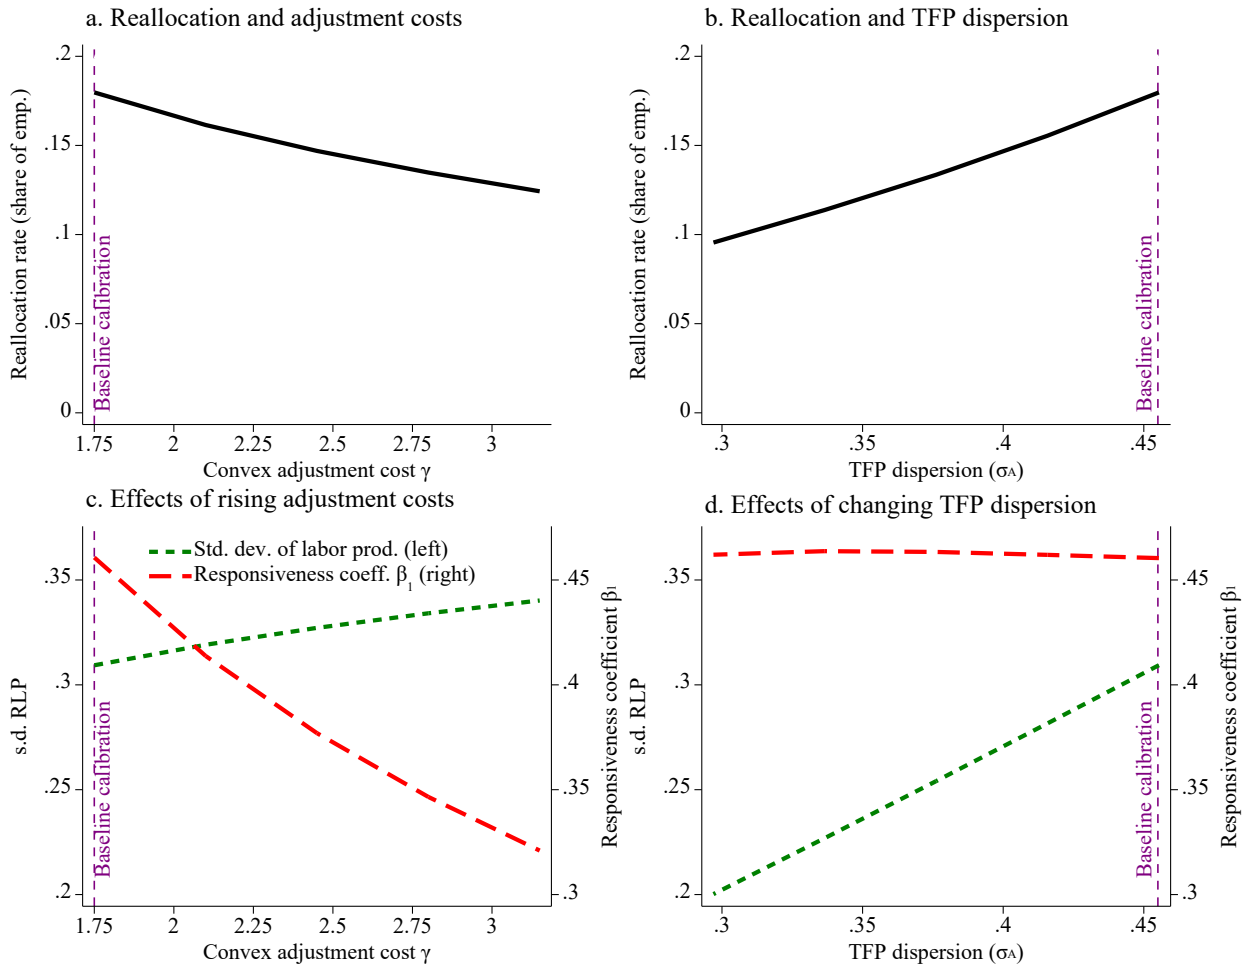 a. Reallocation and adjustment costs
Reallocation rate (share of emp.)
.2
.15
.1
.05
0
Baseline calibration
1.75
2
2.25
2.5
2.75
3
Convex adjustment cost γ
b. Reallocation and TFP dispersion
Reallocation rate (share of emp.)
.2
.15
.1
.05
0
Baseline calibration
.3
.35
.4
.45
TFP dispersion (σA)
c. Effects of rising adjustment costs
s.d. RLP
.35
.3
.25
.2
Std. dev. of labor prod. (left)
Responsiveness coeff. β_1 (right)
Baseline calibration
.45
.4
.35
.3
Responsiveness coefficient β1
1.75
2
2.25
2.5
2.75
3
Convex adjustment cost γ
d. Effects of changing TFP dispersion
s.d. RLP
.35
.3
.25
.2
Baseline calibration
.45
.4
.35
.3
Responsiveness coefficient β1
.3
.35
.4
.45
TFP dispersion (σA)